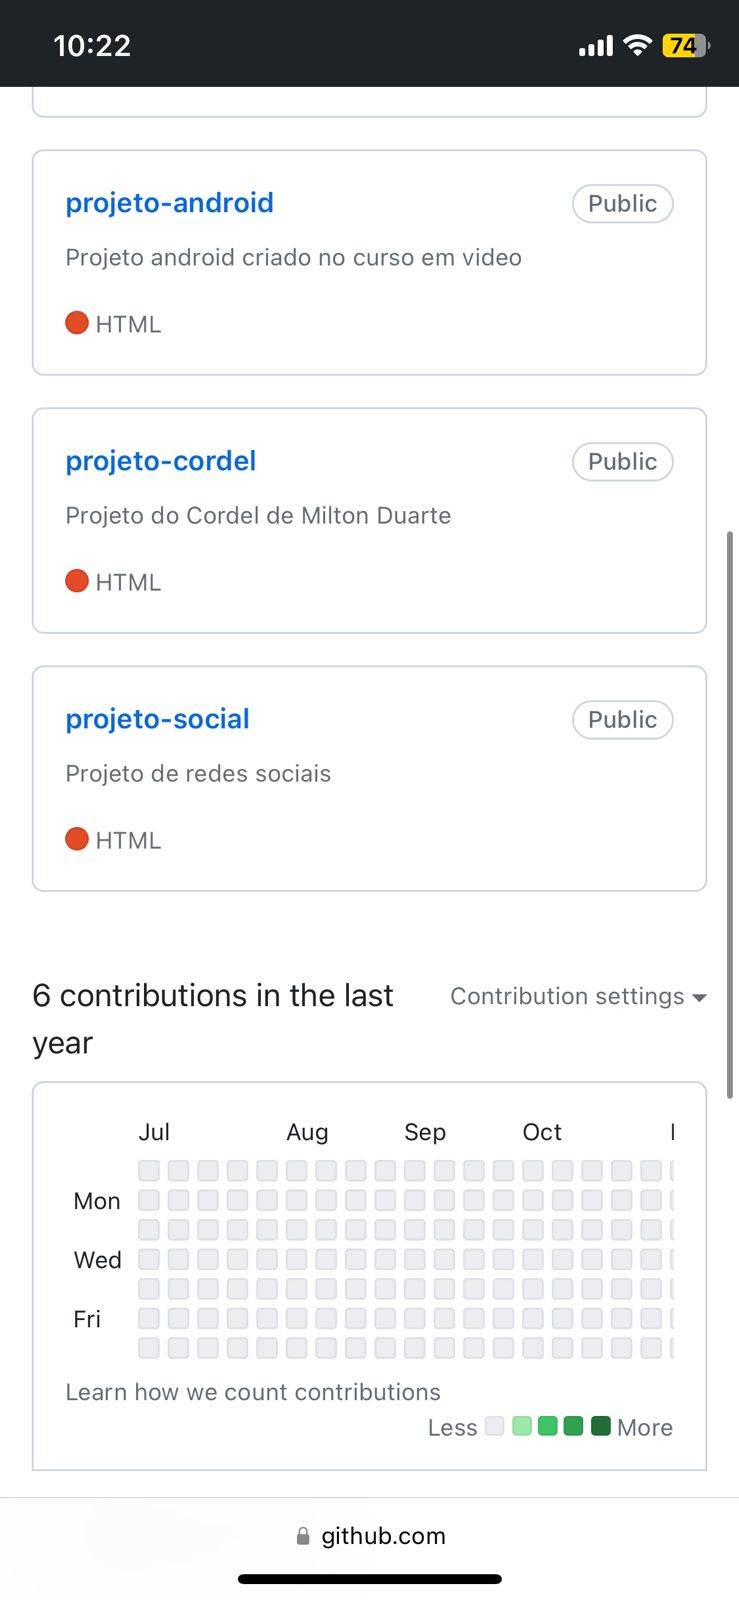 10:22
74
projeto-android
Public
Projeto android criado no curso em video
HTML
projeto-cordel
Public
Projeto do Cordel de Milton Duarte
HTML
projeto-social
Public
Projeto de redes sociais
HTML
6 contributions in the last
year
Contribution settings
Jul Aug Sep Oct
Mon
Wed
Fri
Learn how we count contributions
Less More
github.com